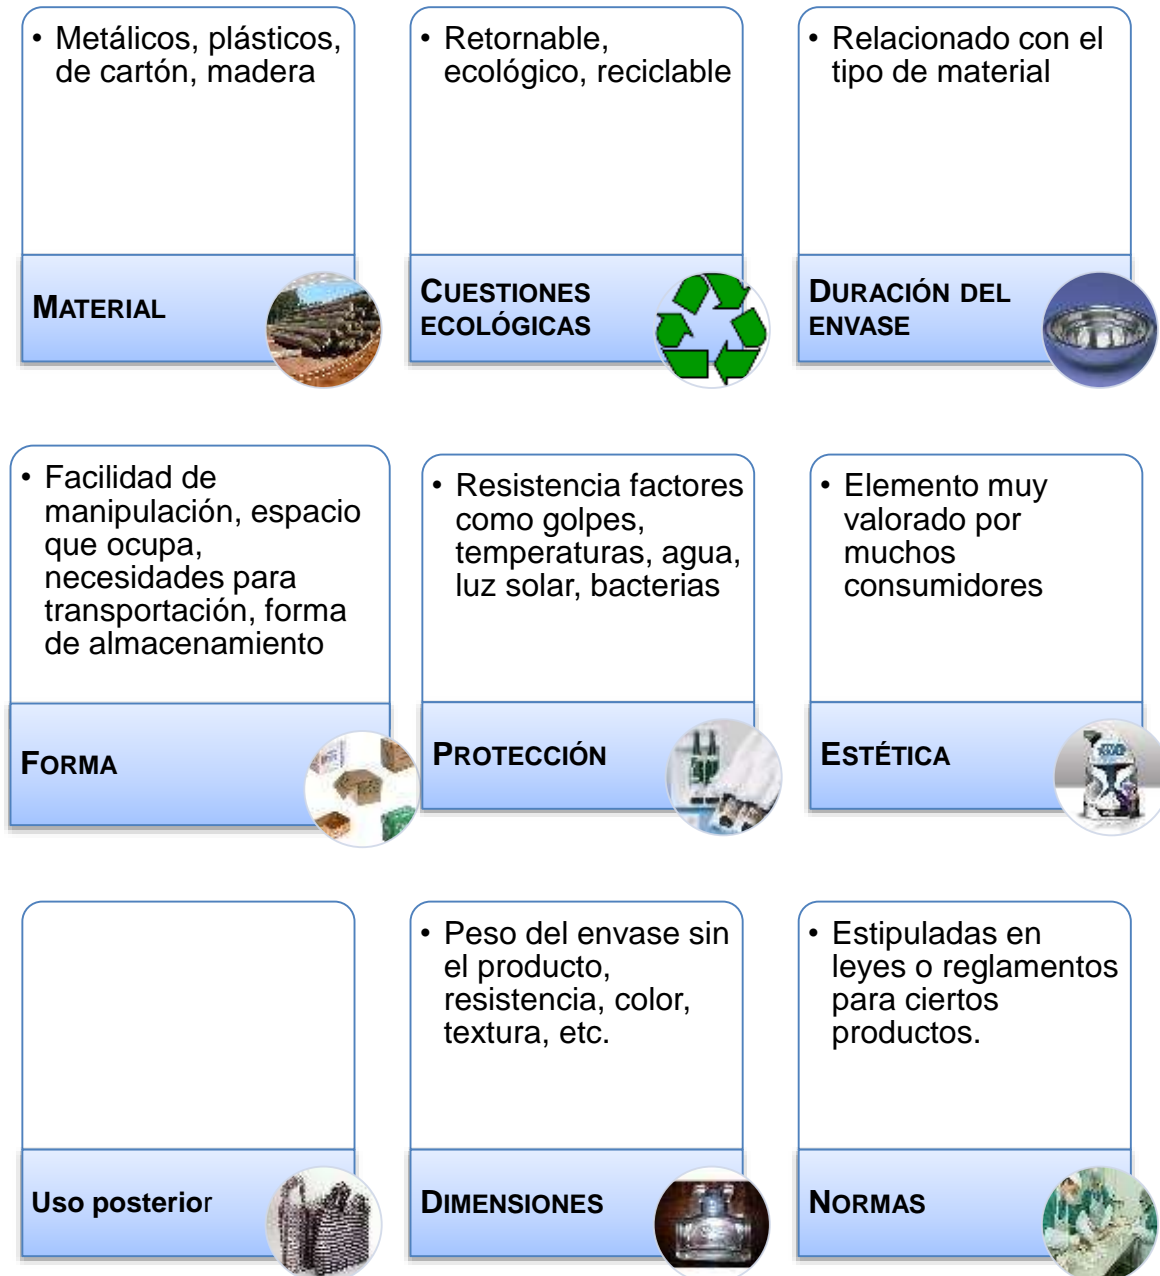 • Metálicos, plásticos,
de cartón, madera
MATERIAL
• Retornable,
ecológico, reciclable
CUESTIONES
ECOLÓGICAS
• Relacionado con el
tipo de material
DURACIÓN DEL
ENVASE
• Facilidad de
manipulación, espacio
que ocupa,
necesidades para
transportación, forma
de almacenamiento
FORMA
• Resistencia factores
como golpes,
temperaturas, agua,
luz solar, bacterias
PROTECCIÓN
• Elemento muy
valorado por
muchos
consumidores
ESTÉTICA
Uso posterior
• Peso del envase sin
el producto,
resistencia, color,
textura, etc.
DIMENSIONES
• Estipuladas en
leyes o reglamentos
para ciertos
productos.
NORMAS